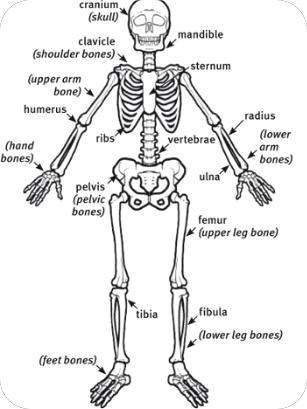 cranium
(skull)
mandible
clavicle
(shoulder bones)
sternum
(upper arm
bone)
humerus
radius
(lower
arm
bones)
ribs
vertebrae
(hand
bones)
ulna
pelvis
(pelvic
bones)
femur
(upper leg bone)
tibia
fibula
(lower leg bones)
(feet bones)